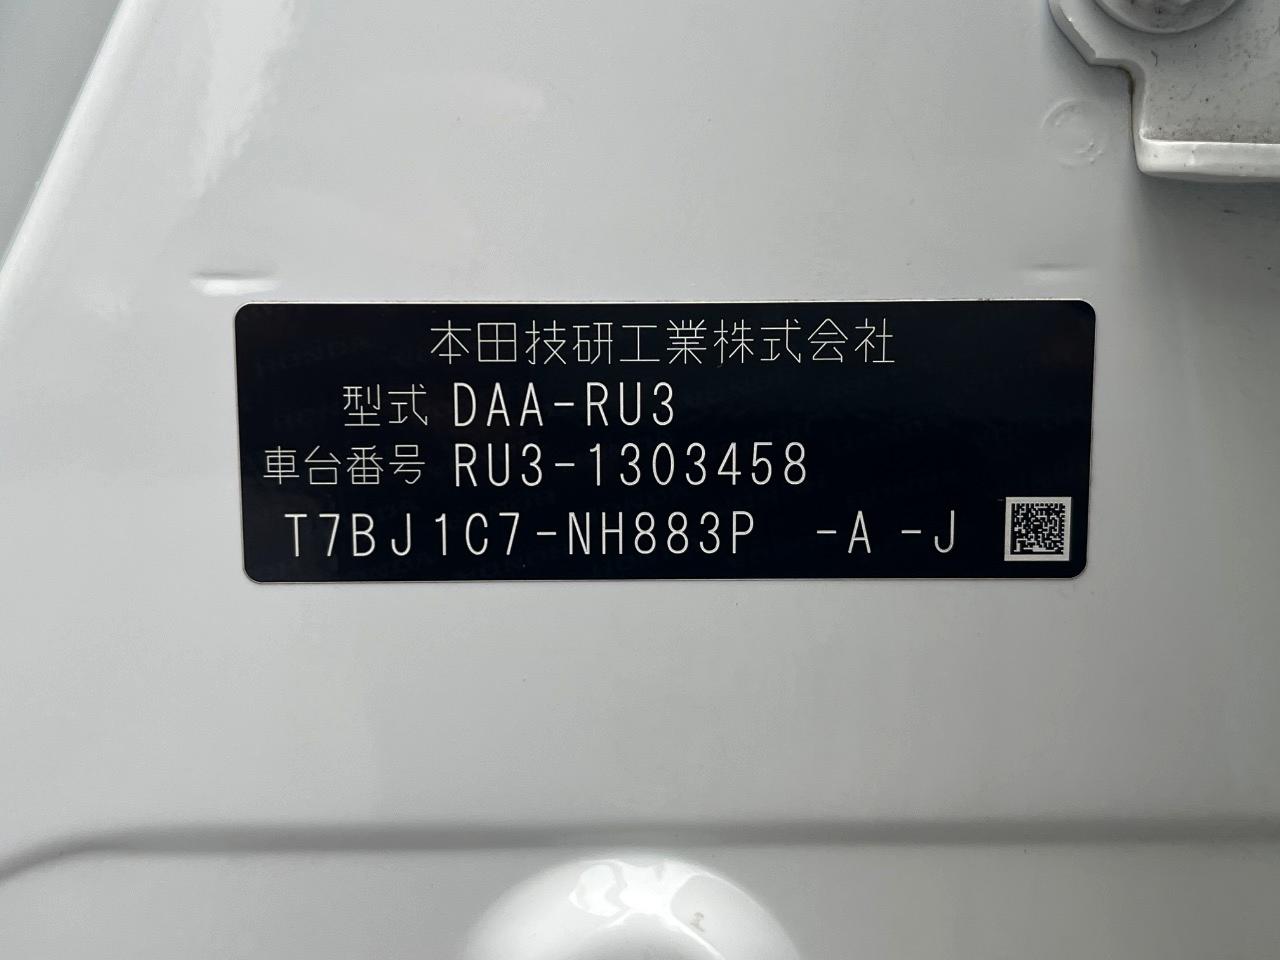 本田技研工業株式会社
型式 DAA-RU3
車台番号 RU3-1303458
T7BJ1C7-NH883P -A -J